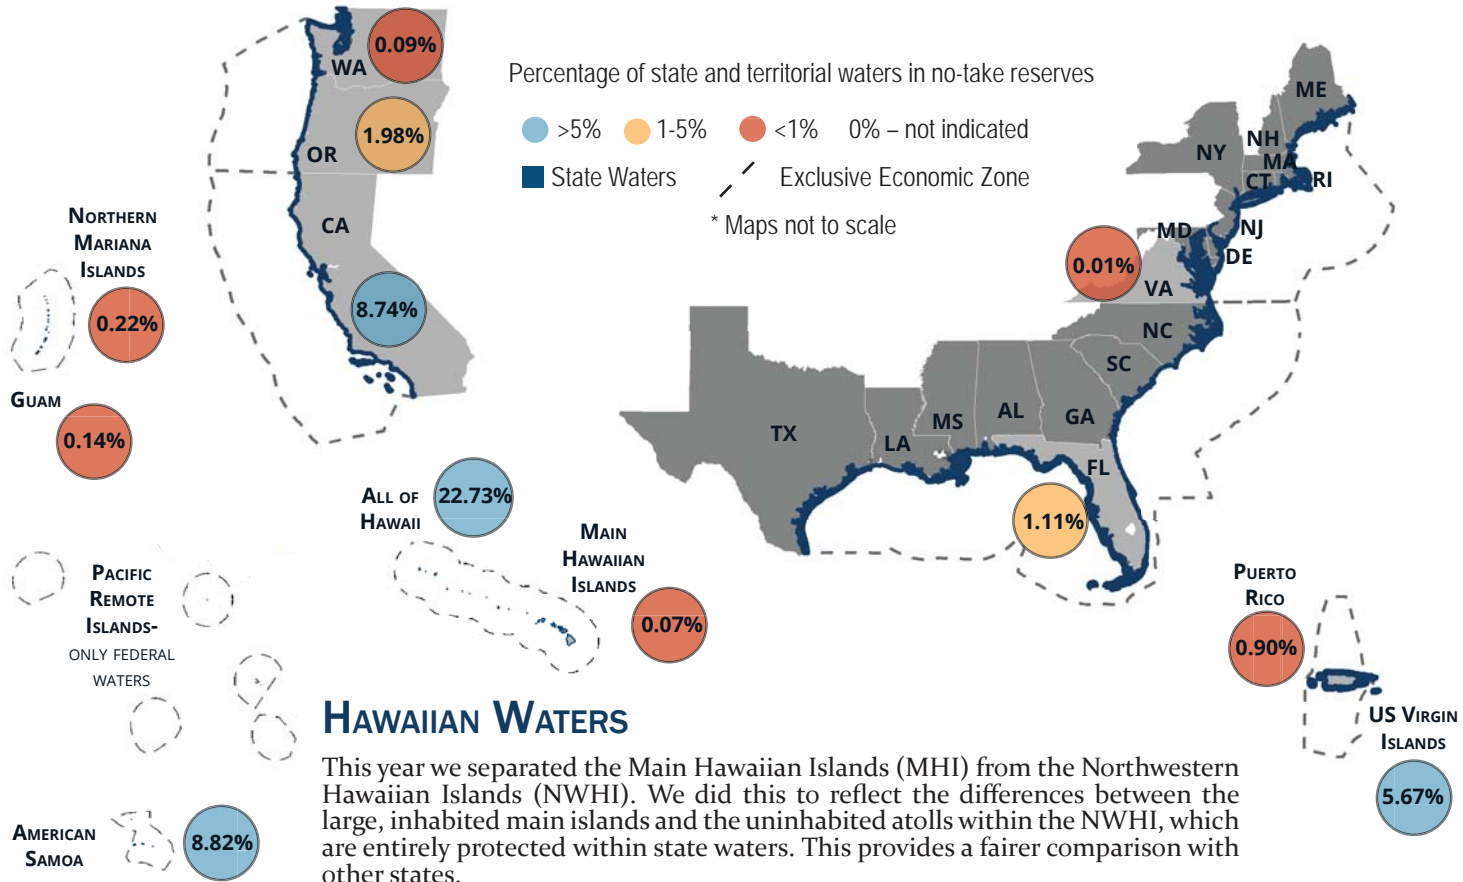 WA
0.09%
1.98%
OR
CA
8.74%
Percentage of state and territorial waters in no-take reserves
>5% 1-5% <1% 0% – not indicated
State Waters Exclusive Economic Zone
* Maps not to scale
ME
NH
NY
MA
CT
RI
NJ
MD
DE
0.01%
VA
NC
SC
TX
LA
MS
AL
GA
FL
1.11%
Northern
Mariana
Islands
0.22%
Guam
0.14%
All of
Hawaii
22.73%
Main
Hawaiian
Islands
0.07%
Pacific
Remote
Islands-
only federal
waters
American
Samoa
8.82%
Puerto
Rico
0.90%
US Virgin
Islands
5.67%
Hawaiian Waters
This year we separated the Main Hawaiian Islands (MHI) from the Northwestern
Hawaiian Islands (NWHI). We did this to reflect the differences between the
large, inhabited main islands and the uninhabited atolls within the NWHI, which
are entirely protected within state waters. This provides a fairer comparison with
other states.